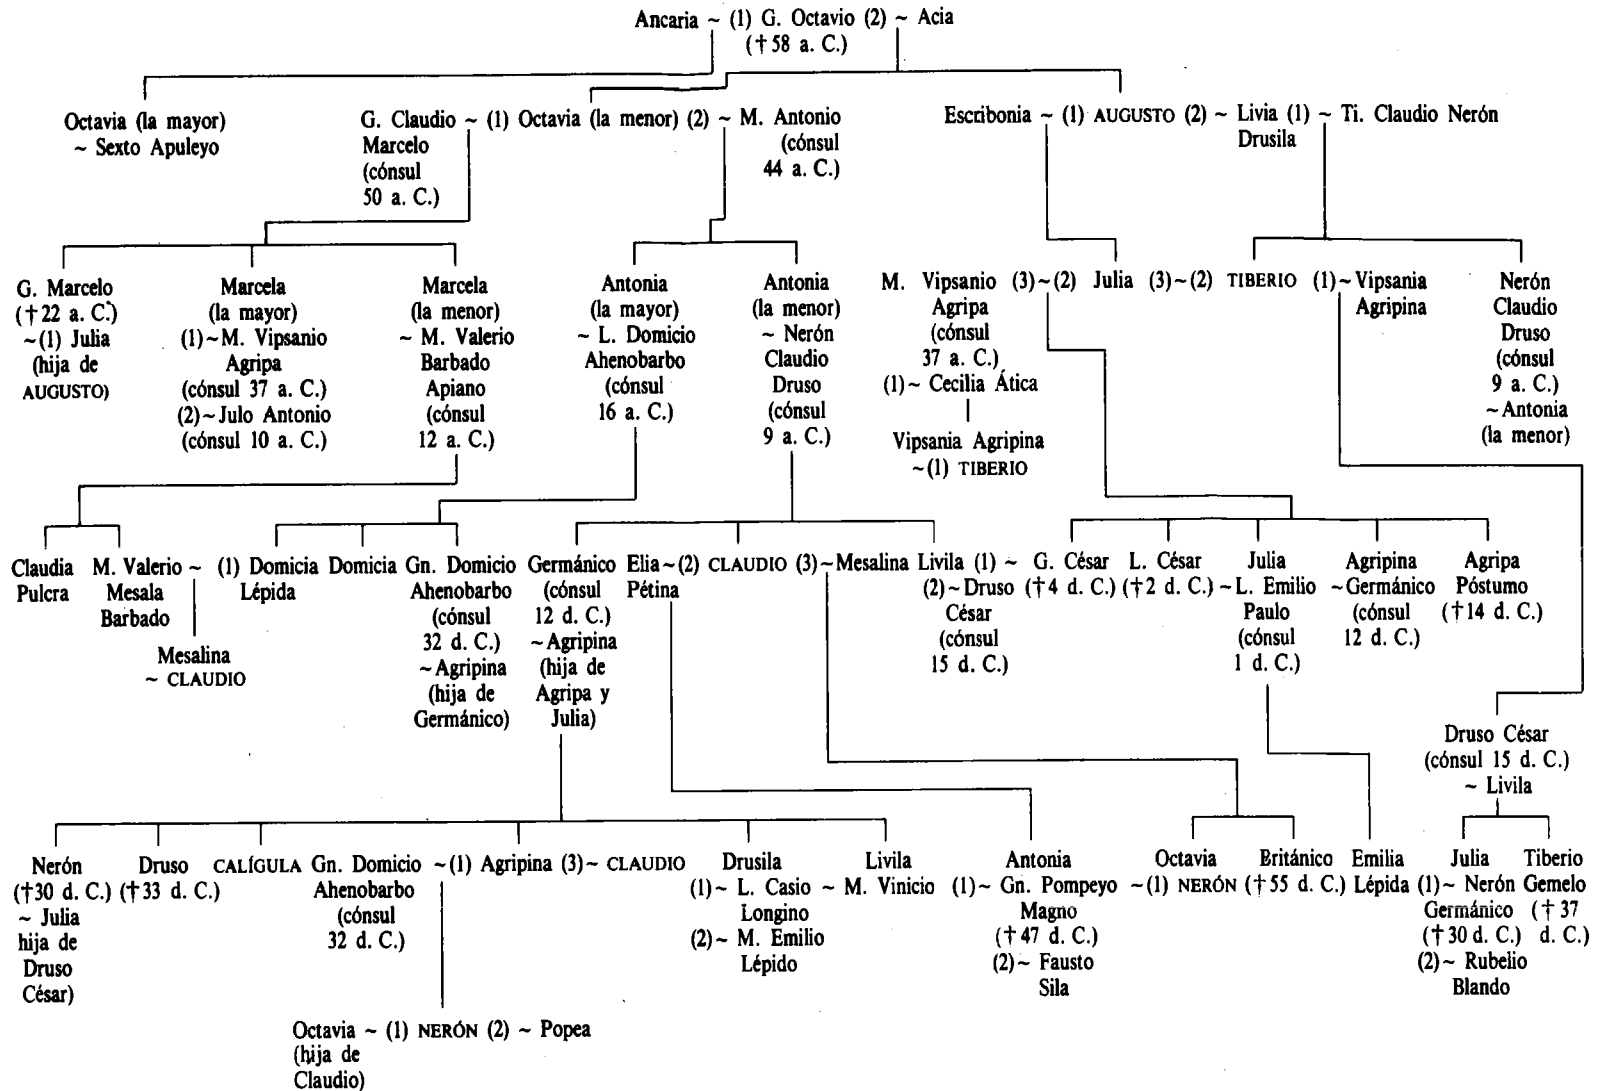 Ancaria ~ (1) G. Octavio (2) ~ Acia
(†58 a. C.)
Octavia (la mayor)
~ Sexto Apuleyo
G. Claudio ~ (1) Octavia (la menor) (2) ~ M. Antonio
Marcelo
(cónsul
50 a. C.)
(cónsul
44 a. C.)
Escribonia ~ (1) AUGUSTO (2) ~ Livia (1) ~ Ti. Claudio Nerón
Drusila
G. Marcelo
(†22 a. C.)
~(1) Julia
(hija de
AUGUSTO)
Marcela
(la mayor)
(1)~M. Vipsanio
Agripa
(cónsul 37 a. C.)
(2)~Julo Antonio
(cónsul 10 a. C.)
Marcela
(la menor)
~ M. Valerio
Barbado
Apiano
(cónsul
12 a. C.)
Antonia
(la mayor)
~ L. Domicio
Ahenobarbo
(cónsul
16 a. C.)
Antonia
(la menor)
~ Nerón
Claudio
Druso
(cónsul
9 a. C.)
M. Vipsanio (3)~(2) Julia (3)~(2) TIBERIO (1)~Vipsania
Agripina
Agripa
(cónsul
37 a. C.)
(1)~ Cecilia Ática
Vipsania Agripina
~(1) TIBERIO
Nerón
Claudio
Druso
(cónsul
9 a. C.)
~Antonia
(la menor)
Claudia
Pulcra
M. Valerio ~ (1) Domicia
Mesala
Barbado
Lépida
Mesalina
~ CLAUDIO
Domicia
Gn. Domicio
Ahenobarbo
(cónsul
32 d. C.)
~Agripina
(hija de
Germánico)
Germánico
(cónsul
12 d. C.)
~Agripina
(hija de
Agripa y
Julia)
Elia~(2) CLAUDIO (3)~Mesalina
Pétina
Livila (1) ~ G. César
(†4 d. C.)
(2)~Druso
César
(cónsul
15 d. C.)
L. César
(†2 d. C.)
Julia
~L. Emilio
Paulo
(cónsul
1 d. C.)
Agripina
~Germánico
(cónsul
12 d. C.)
Agripa
Póstumo
(†14 d. C.)
Druso César
(cónsul 15 d. C.)
~ Livila
Nerón
(†30 d. C.)
~ Julia
hija de
Druso
César)
Druso
(†33 d. C.)
CALÍGULA
Gn. Domicio ~(1) Agripina (3)~ CLAUDIO
Ahenobarbo
(cónsul
32 d. C.)
Drusila
(1)~ L. Casio
Longino
(2)~ M. Emilio
Lépido
Livila
~ M. Vinicio
Antonia
(1)~ Gn. Pompeyo
Magno
(†47 d. C.)
(2)~ Fausto
Sila
Octavia
~(1) NERÓN
Británico
(†55 d. C.)
Emilia
Lépida
Julia
(1)~ Nerón
Germánico
(†30 d. C.)
(2)~ Rubelio
Blando
Tiberio
Gemelo
(† 37
d. C.)
Octavia ~ (1) NERÓN (2) ~ Popea
(hija de
Claudio)